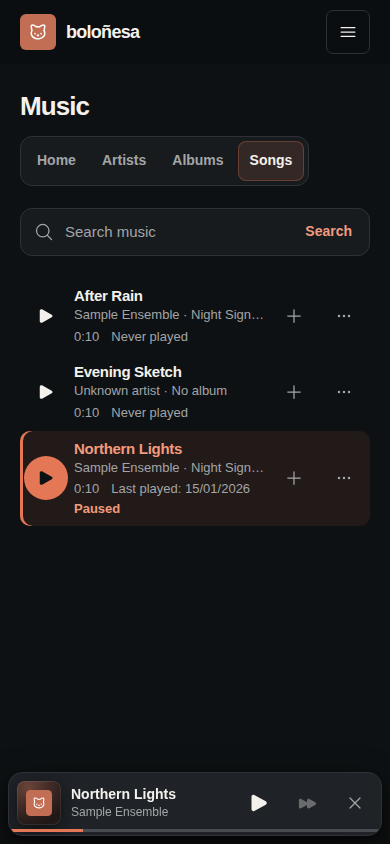 boloñesa
Music
Home Artists Albums Songs
Search music Search
After Rain
Sample Ensemble · Night Sign…
0:10 Never played
Evening Sketch
Unknown artist · No album
0:10 Never played
Northern Lights
Sample Ensemble · Night Sign…
0:10 Last played: 15/01/2026
Paused
Northern Lights
Sample Ensemble